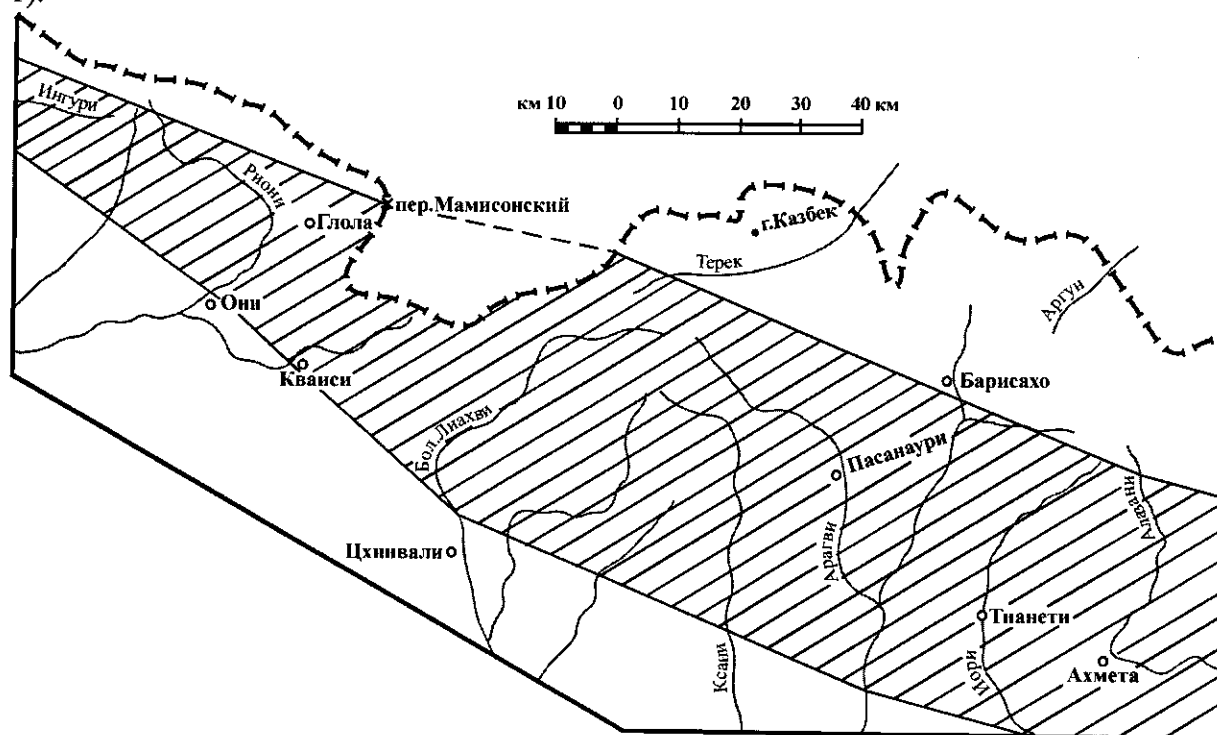 Ингури
км 10 0 10 20 30 40 км
Риони
пер.Мамисонский
Глола
г.Казбек
Терек
Аргун
Они
Кваиси
Барисахо
Бол.Лиахви
Пасанаури
Алазани
Цхинвали
Арагви
Тианети
Ксани
Иори
Ахмета